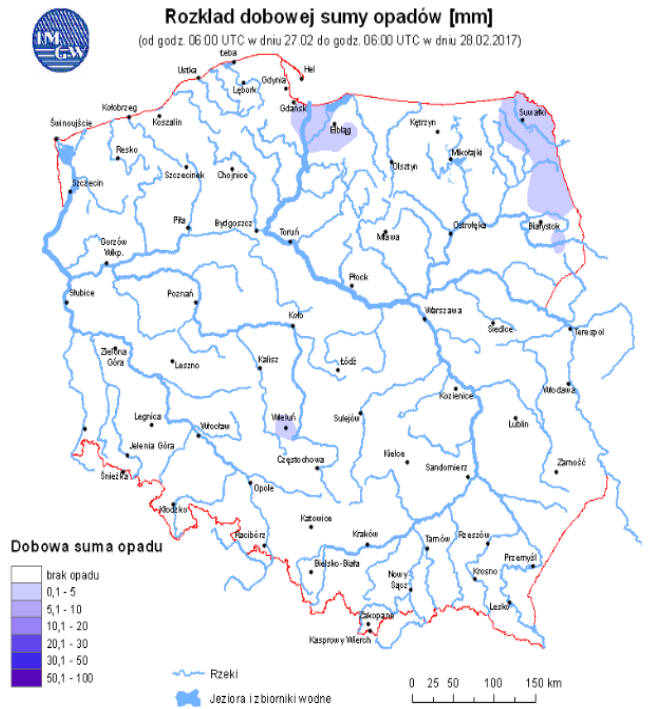 IM
GW
Rozkład dobowej sumy opadów [mm]
(od godz. 06:00 UTC w dniu 27.02 do godz. 06:00 UTC w dniu 28.02.2017)
Łeba
Hel
Ustka
Gdynia
Lębork
Kołobrzeg
Gdańsk
Suwałki
Świnoujście
Koszalin
Elbląg
Kętrzyn
Resko
Mikołajki
Szczecinek
Chojnice
Olsztyn
Szczecin
Piła
Bydgoszcz
Toruń
Mława
Ostrołęka
Białystok
Gorzów
Wlkp.
Płock
Słubice
Poznań
Koło
Warszawa
Siedlce
Terespol
Zielona
Góra
Leszno
Kalisz
Łódź
Kozienice
Włodawa
Legnica
Wrocław
Wieluń
Sulejów
Lublin
Jelenia Góra
Częstochowa
Kielce
Sandomierz
Zamość
Śnieżka
Opole
Kłodzko
Katowice
Racibórz
Kraków
Tarnów
Rzeszów
Przemyśl
Bielsko-Biała
Nowy
Sącz
Krosno
Lesko
Zakopane
Kasprowy Wierch
Dobowa suma opadu
brak opadu
0,1 - 5
5,1 - 10
10,1 - 20
20,1 - 30
30,1 - 50
50,1 - 100
Rzeki
Jeziora i zbiorniki wodne
0 25 50 100 150 km